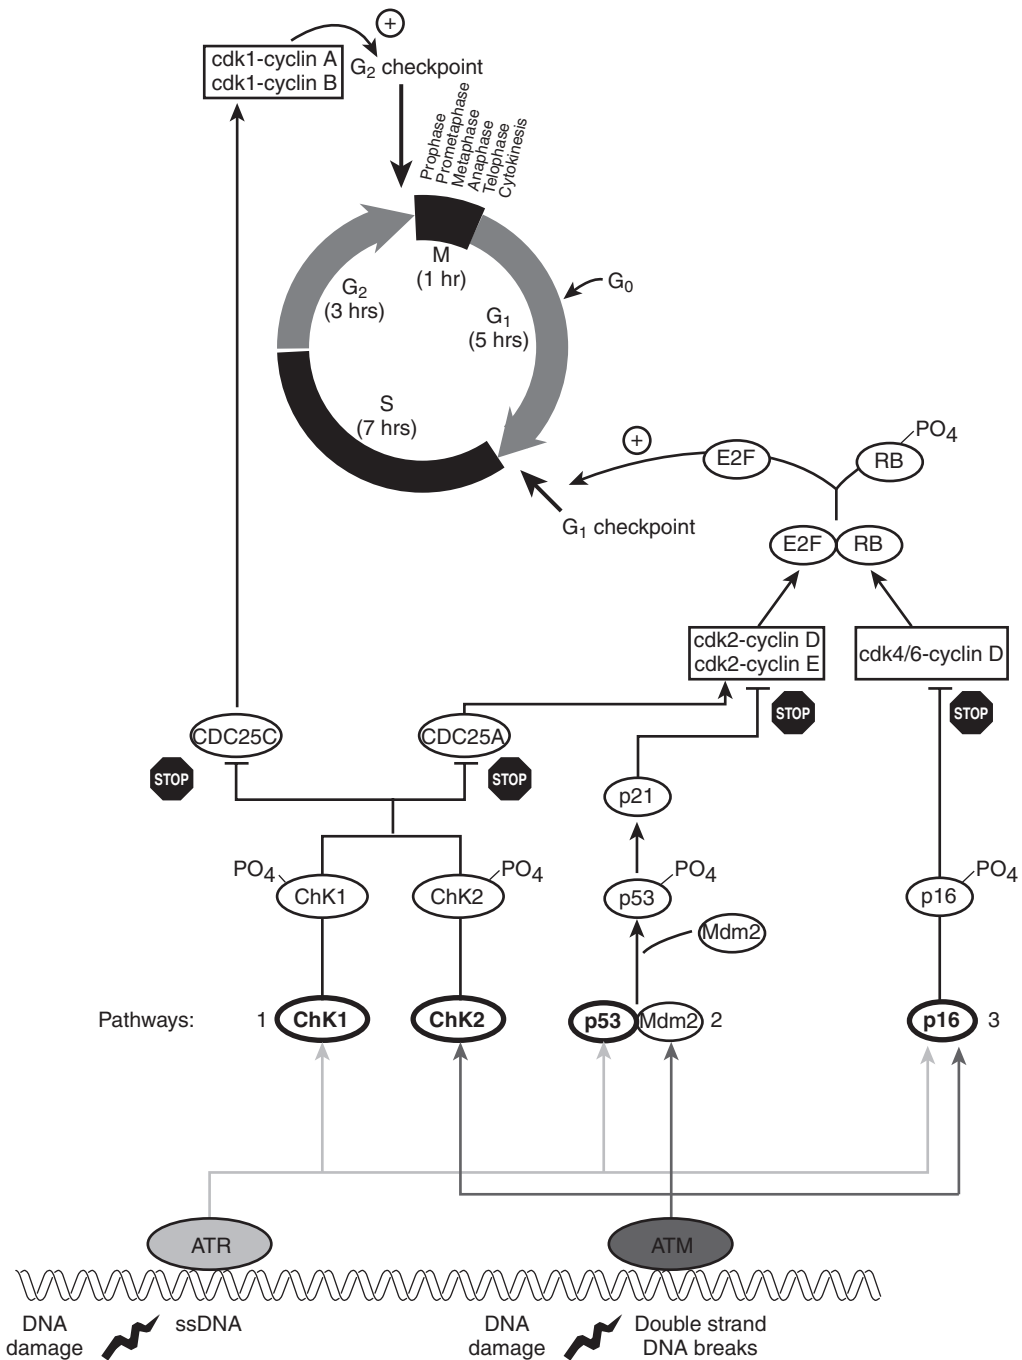 cdk1-cyclin A
cdk1-cyclin B
+
G2 checkpoint
Prophase
Prometaphase
Metaphase
Anaphase
Telophase
Cytokinesis
M
(1 hr)
G2
(3 hrs)
G0
G1
(5 hrs)
S
(7 hrs)
+
E2F
RB
PO4
G1 checkpoint
E2F
RB
cdk2-cyclin D
cdk2-cyclin E
cdk4/6-cyclin D
STOP
STOP
CDC25C
CDC25A
STOP
STOP
p21
PO4
ChK1
ChK2
PO4
p53
PO4
p16
PO4
Mdm2
Pathways:
1
ChK1
ChK2
p53
Mdm2
2
p16
3
ATR
ATM
DNA
damage
ssDNA
DNA
damage
Double strand
DNA breaks